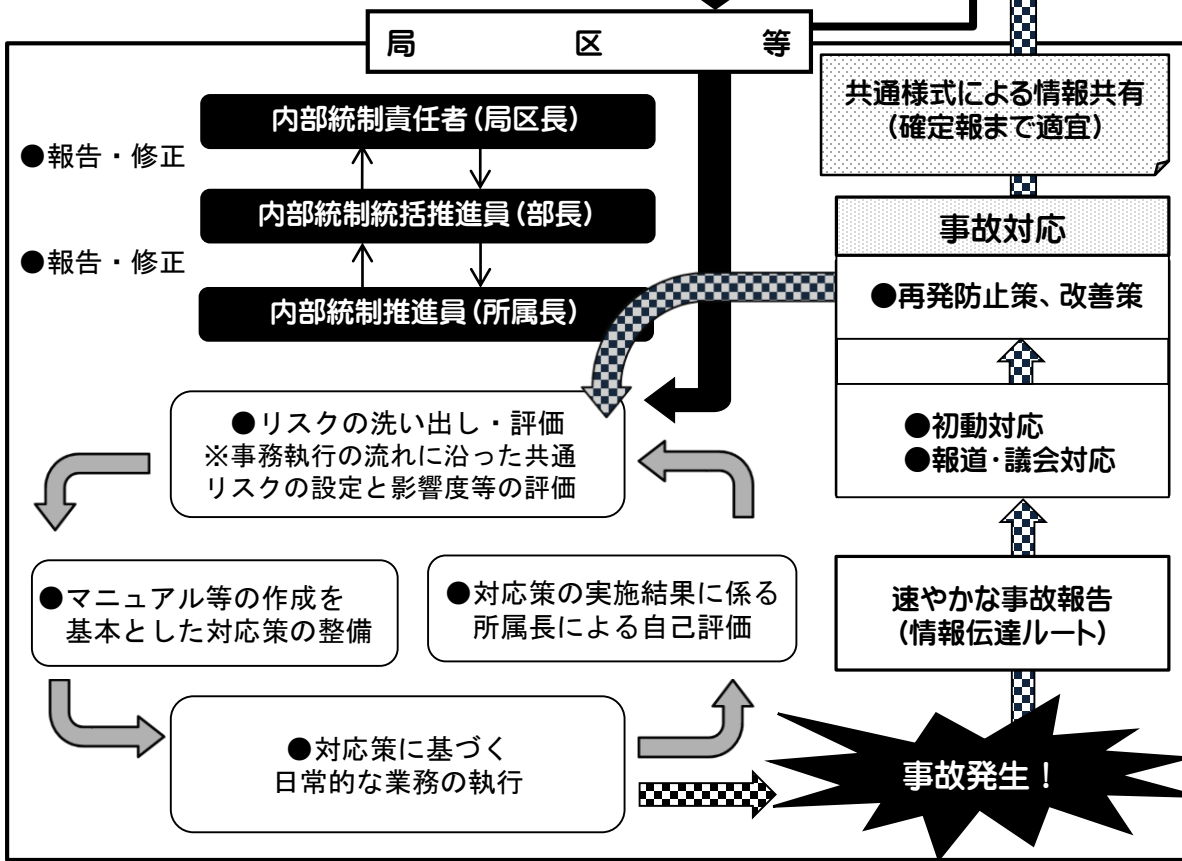 局 区 等
内部統制責任者（局区長）
●報告・修正
内部統制統括推進員（部長）
●報告・修正
内部統制推進員（所属長）
●リスクの洗い出し・評価
※事務執行の流れに沿った共通
リスクの設定と影響度等の評価
●マニュアル等の作成を
基本とした対応策の整備
●対応策の実施結果に係る
所属長による自己評価
●対応策に基づく
日常的な業務の執行
共通様式による情報共有
（確定報まで適宜）
事故対応
●再発防止策、改善策
●初動対応
●報道・議会対応
速やかな事故報告
（情報伝達ルート）
事故発生！